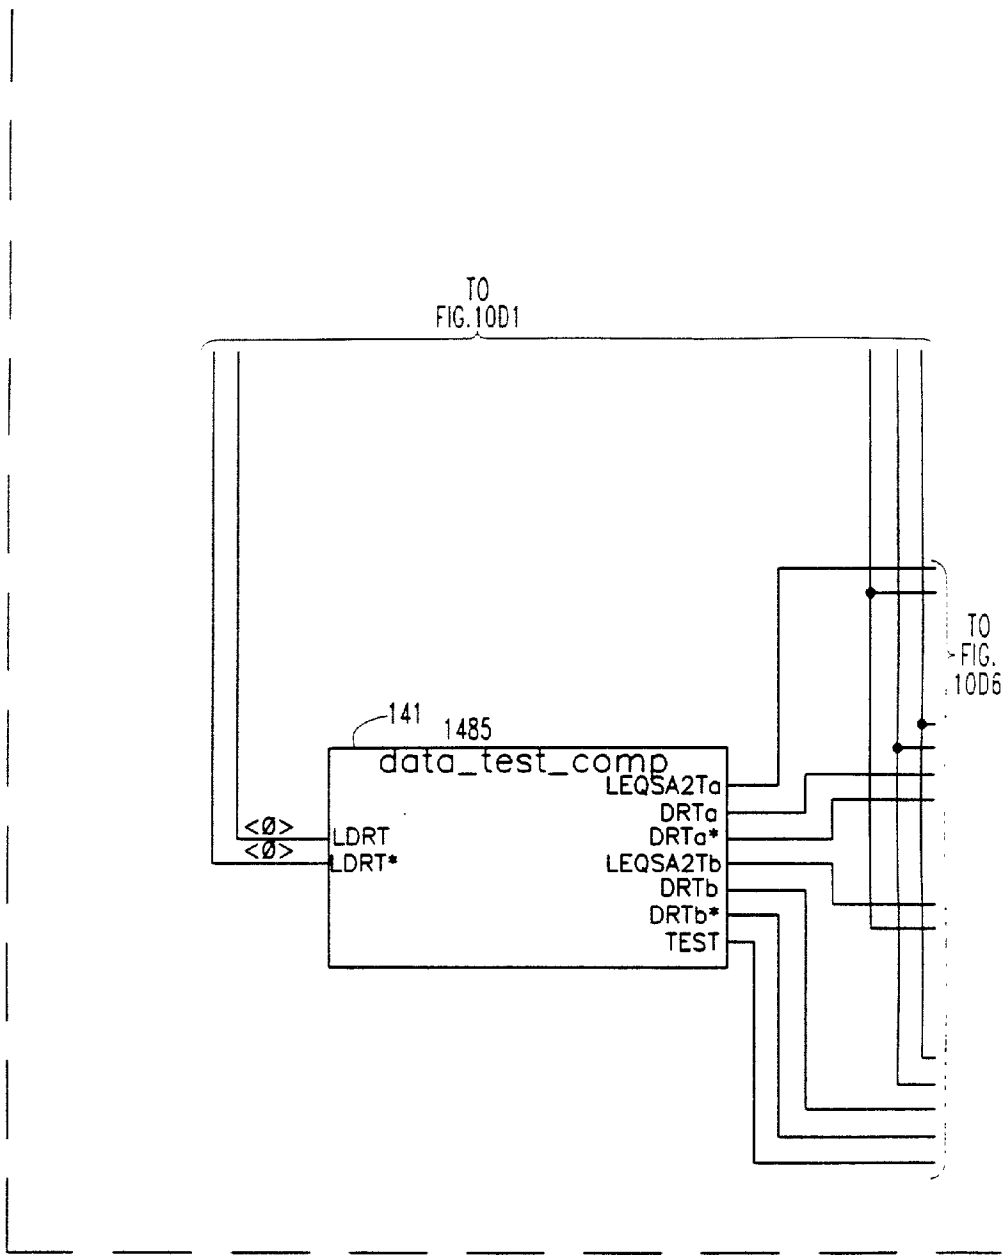 TO
FIG.10D1
TO
FIG.
10D6
141
1485
data_test_comp
LEQSA2Ta
DRTa
<Ø>
LDRT
DRTa*
<Ø>
LDRT*
LEQSA2Tb
DRTb
DRTb*
TEST